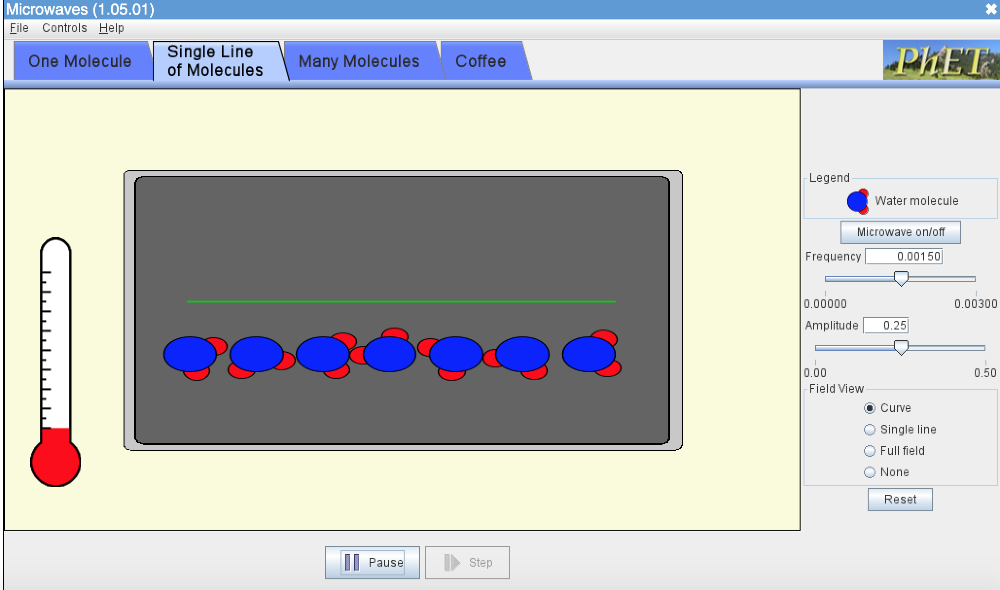 Microwaves (1.05.01)
File Controls Help
One Molecule
Single Line
of Molecules
Many Molecules
Coffee
PhET
Legend
Water molecule
Microwave on/off
Frequency 0.00150
0.00000 0.00300
Amplitude 0.25
0.00 0.50
Field View
Curve
Single line
Full field
None
Reset
Pause
Step